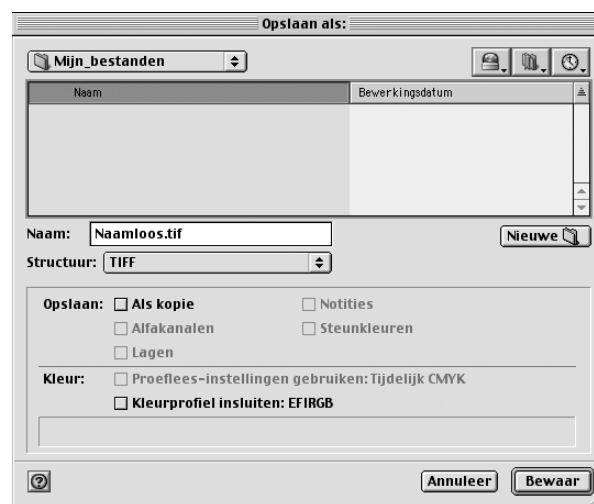 Opslaan als:
Mijn_bestanden
Naam Bewerkingsdatum
Naam: Naamloos.tif
Nieuwe
Structuur: TIFF
Opslaan: Als kopie Notities
Alfakanalen Steunkleuren
Lagen
Kleur: Proeflees-instellingen gebruiken: Tijdelijk CMYK
Kleurprofiel insluiten: EFIRGB
? Annuleer Bewaar